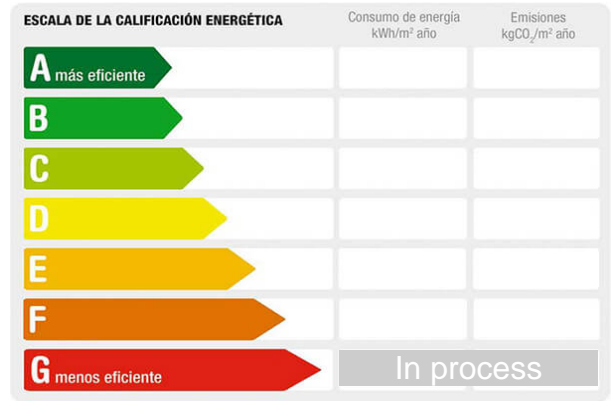 ESCALA DE LA CALIFICACIÓN ENERGÉTICA
Consumo de energía
kWh/m² año
Emisiones
kgCO₂/m² año
A más eficiente
B
C
D
E
F
G menos eficiente
In process